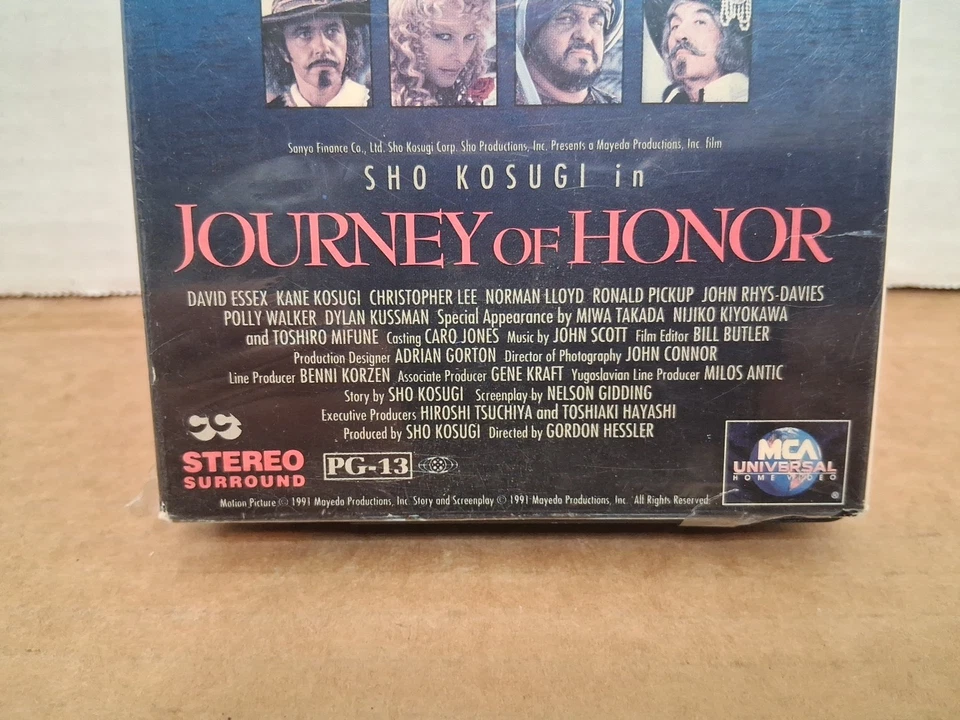 Sanyo Finance Co., Ltd. Sho Kosugi Corp. Sho Productions, Inc. Presents a Mayeda Productions, Inc. film
SHO KOSUGI in
JOURNEY OF HONOR
DAVID ESSEX KANE KOSUGI CHRISTOPHER LEE NORMAN LLOYD RONALD PICKUP JOHN RHYS-DAVIES
POLLY WALKER DYLAN KUSSMAN Special Appearance by MIWA TAKADA NIJIKO KIYOKAWA
and TOSHIRO MIFUNE Casting CARO JONES Music by JOHN SCOTT Film Editor BILL BUTLER
Production Designer ADRIAN GORTON Director of Photography JOHN CONNOR
Line Producer BENNI KORZEN Associate Producer GENE KRAFT Yugoslavian Line Producer MILOS ANTIC
Story by SHO KOSUGI Screenplay by NELSON GIDDING
Executive Producers HIROSHI TSUCHIYA and TOSHIAKI HAYASHI
Produced by SHO KOSUGI Directed by GORDON HESSLER
STEREO
SURROUND
PG-13
MCA
UNIVERSAL
HOME VIDEO
®
Motion Picture © 1991 Mayeda Productions, Inc. Story and Screenplay © 1991 Mayeda Productions, Inc. All Rights Reserved.